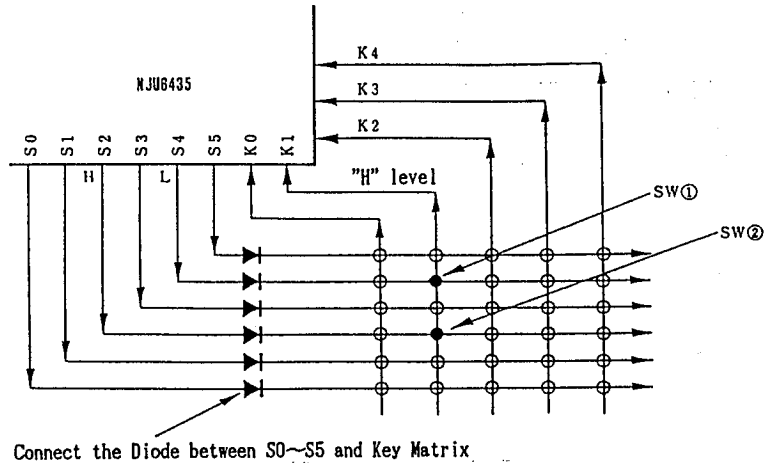 K4
NJU6435
K3
K2
S0 S1 S2 S3 S4 S5 K0 K1
H L
"H" level
SW①
SW②
Connect the Diode between S0~S5 and Key Matrix